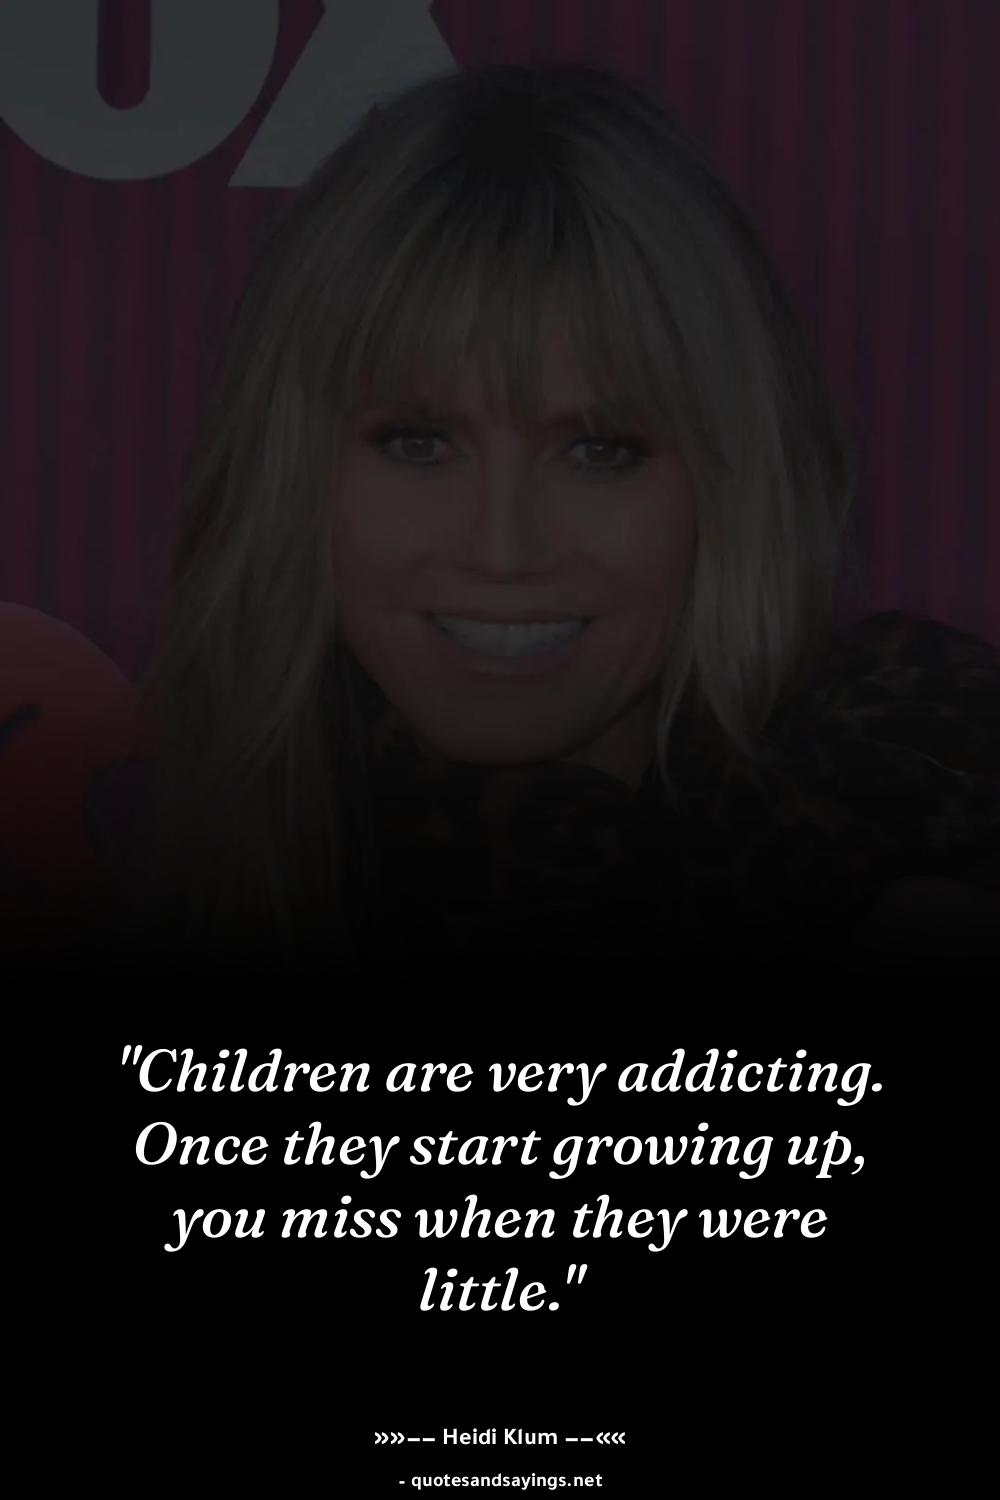 "Children are very addicting.
Once they start growing up,
you miss when they were
little."
»»−− Heidi Klum −−««
- quotesandsayings.net